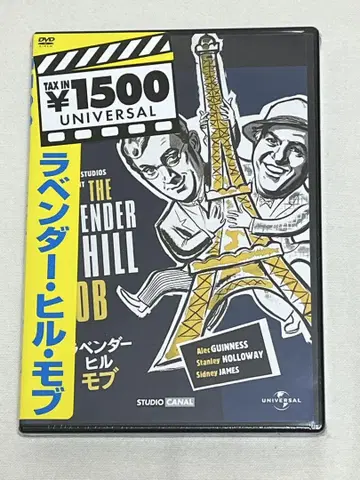 DVD
TAX IN
¥1500
UNIVERSAL
ラベンダー・ヒル・モブ
STUDIOS
THE
ENDER
HILL
OB
ベンダー
ヒル
モブ
Alec GUINNESS
Stanley HOLLOWAY
Sidney JAMES
STUDIO CANAL
UNIVERSAL